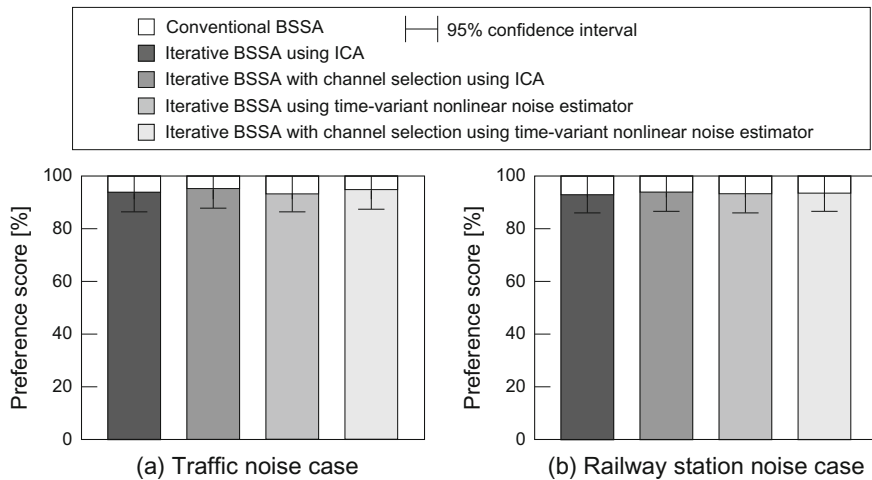 Conventional BSSA
95% confidence interval
Iterative BSSA using ICA
Iterative BSSA with channel selection using ICA
Iterative BSSA using time-variant nonlinear noise estimator
Iterative BSSA with channel selection using time-variant nonlinear noise estimator
Preference score [%]
100
80
60
40
20
0
(a) Traffic noise case
Preference score [%]
100
80
60
40
20
0
(b) Railway station noise case